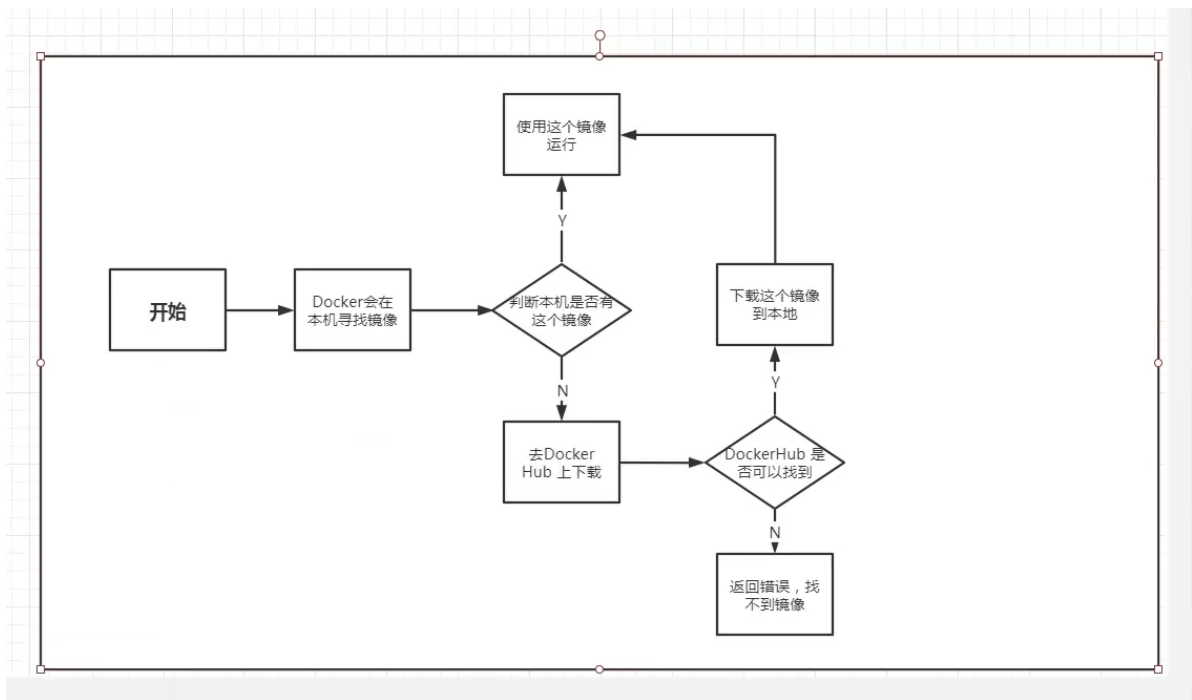 使用这个镜像
运行
Y
开始
Docker会在
本机寻找镜像
判断本机是否有
这个镜像
下载这个镜像
到本地
N
Y
去Docker
Hub 上下载
DockerHub 是
否可以找到
N
返回错误，找
不到镜像